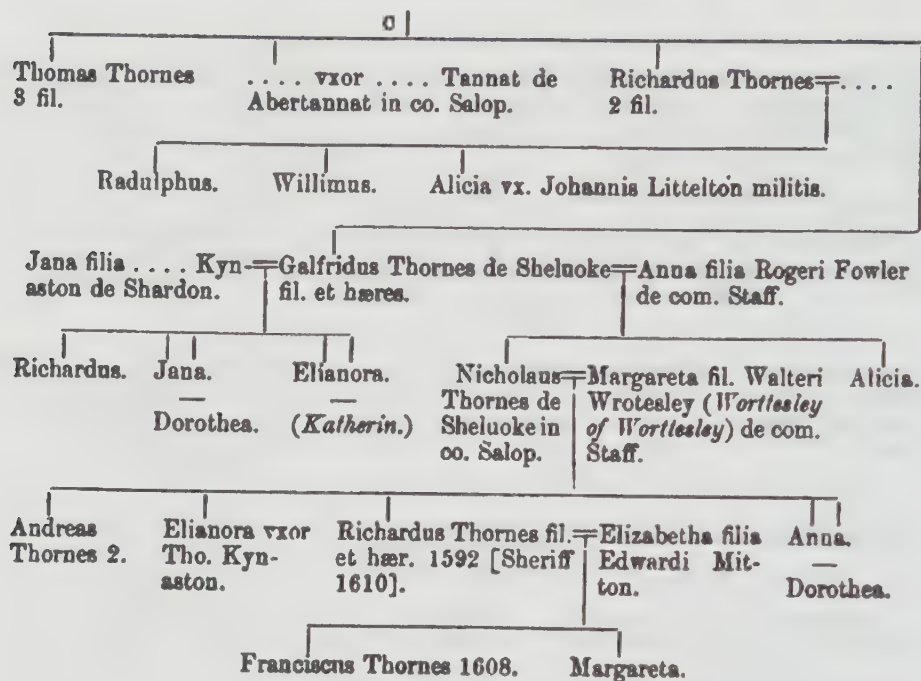 c
Thomas Thornes
3 fil.
. . . . vxor . . . . Tannat de
Abertannat in co. Salop.
Richardus Thornes . . . .
2 fil.
Radulphus.
Willimus.
Alicia vx. Johannis Littelton militis.
Jana filia . . . . Kyn-
aston de Shardon.
Galfridus Thornes de Sheluoke
fil. et hæres.
Anna filia Rogeri Fowler
de com. Staff.
Richardus.
Jana.
—
Dorothea.
Elianora.
—
(Katherin.)
Nicholaus
Thornes de
Sheluoke in
co. Salop.
Margareta fil. Walteri
Wrotesley (Worttesley
of Worttesley) de com.
Staff.
Alicia.
Andreas
Thornes 2.
Elianora vxor
Tho. Kyn-
aston.
Richardus Thornes fil.
et hær. 1592 [Sheriff
1610].
Elizabetha filia
Edwardi Mit-
ton.
Anna.
—
Dorothea.
Franciscus Thornes 1608.
Margareta.